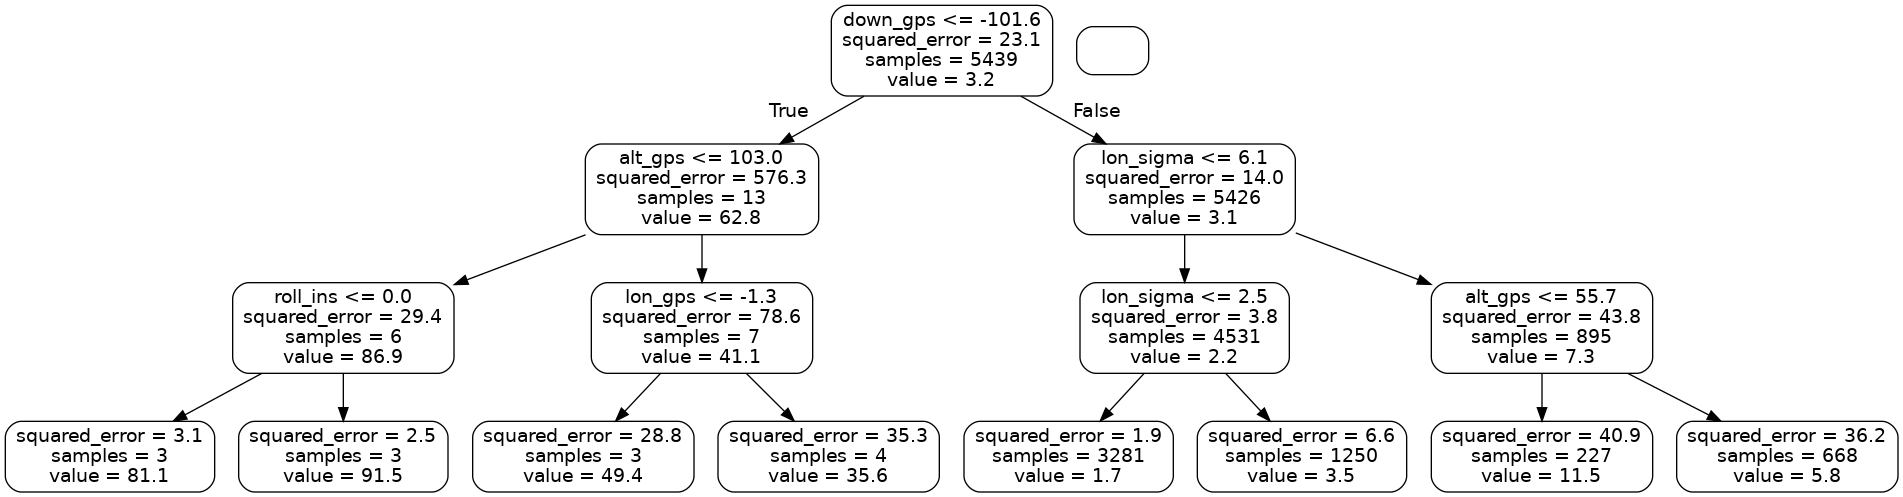 down_gps <= -101.6
squared_error = 23.1
samples = 5439
value = 3.2
True
False
alt_gps <= 103.0
squared_error = 576.3
samples = 13
value = 62.8
lon_sigma <= 6.1
squared_error = 14.0
samples = 5426
value = 3.1
roll_ins <= 0.0
squared_error = 29.4
samples = 6
value = 86.9
lon_gps <= -1.3
squared_error = 78.6
samples = 7
value = 41.1
lon_sigma <= 2.5
squared_error = 3.8
samples = 4531
value = 2.2
alt_gps <= 55.7
squared_error = 43.8
samples = 895
value = 7.3
squared_error = 3.1
samples = 3
value = 81.1
squared_error = 2.5
samples = 3
value = 91.5
squared_error = 28.8
samples = 3
value = 49.4
squared_error = 35.3
samples = 4
value = 35.6
squared_error = 1.9
samples = 3281
value = 1.7
squared_error = 6.6
samples = 1250
value = 3.5
squared_error = 40.9
samples = 227
value = 11.5
squared_error = 36.2
samples = 668
value = 5.8